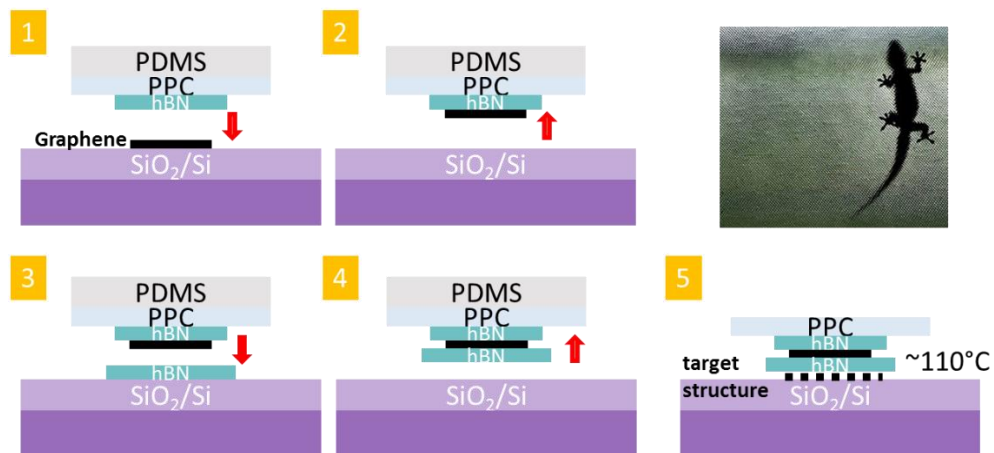 1
PDMS
PPC
hBN
Graphene
SiO₂/Si
2
PDMS
PPC
hBN
SiO₂/Si
3
PDMS
PPC
hBN
hBN
SiO₂/Si
4
PDMS
PPC
hBN
hBN
SiO₂/Si
5
PPC
hBN
target hBN ~110°C
structure SiO₂/Si